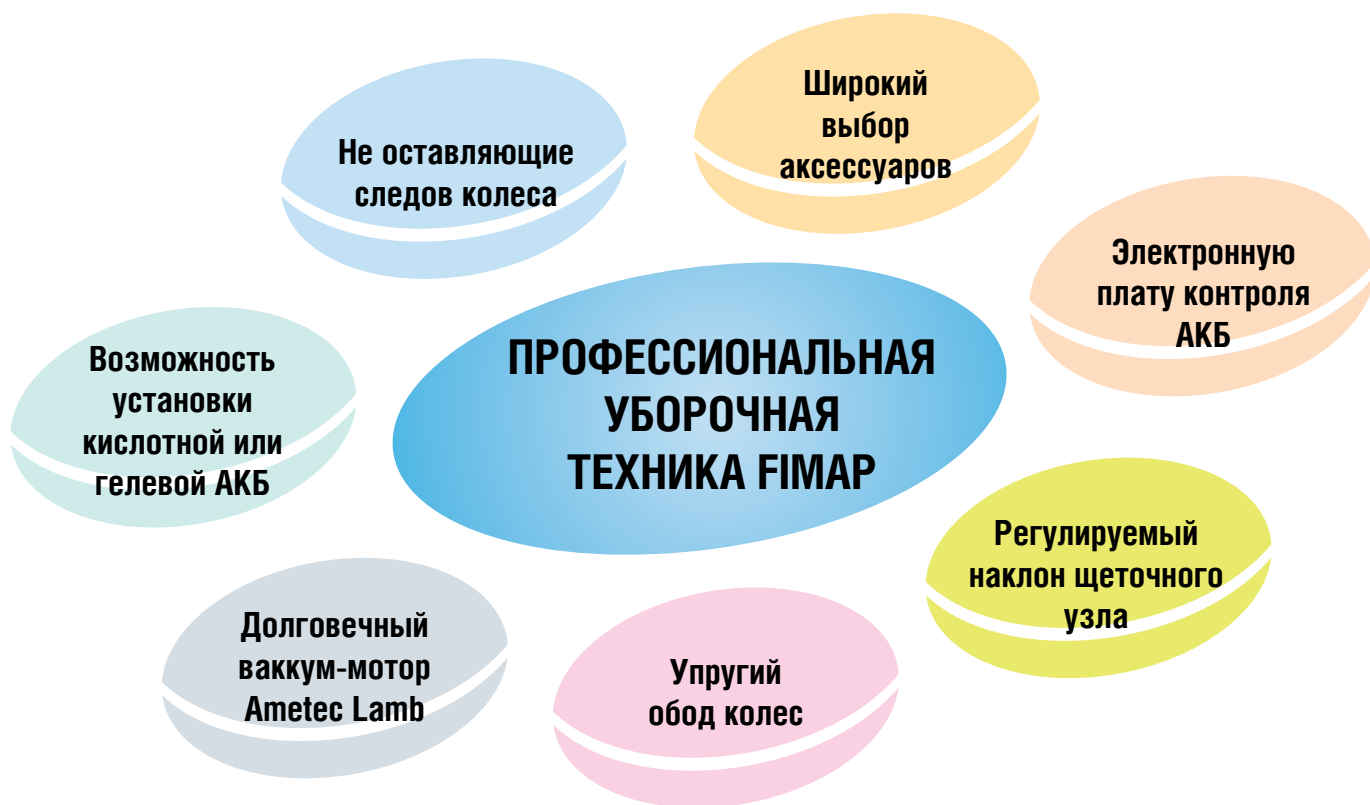 Широкий
выбор
аксессуаров
Не оставляющие
следов колеса
Электронную
плату контроля
АКБ
ПРОФЕССИОНАЛЬНАЯ
УБОРОЧНАЯ
ТЕХНИКА FIMAP
Возможность
установки
кислотной или
гелевой АКБ
Регулируемый
наклон щеточного
узла
Долговечный
ваккум-мотор
Ametec Lamb
Упругий
обод колес